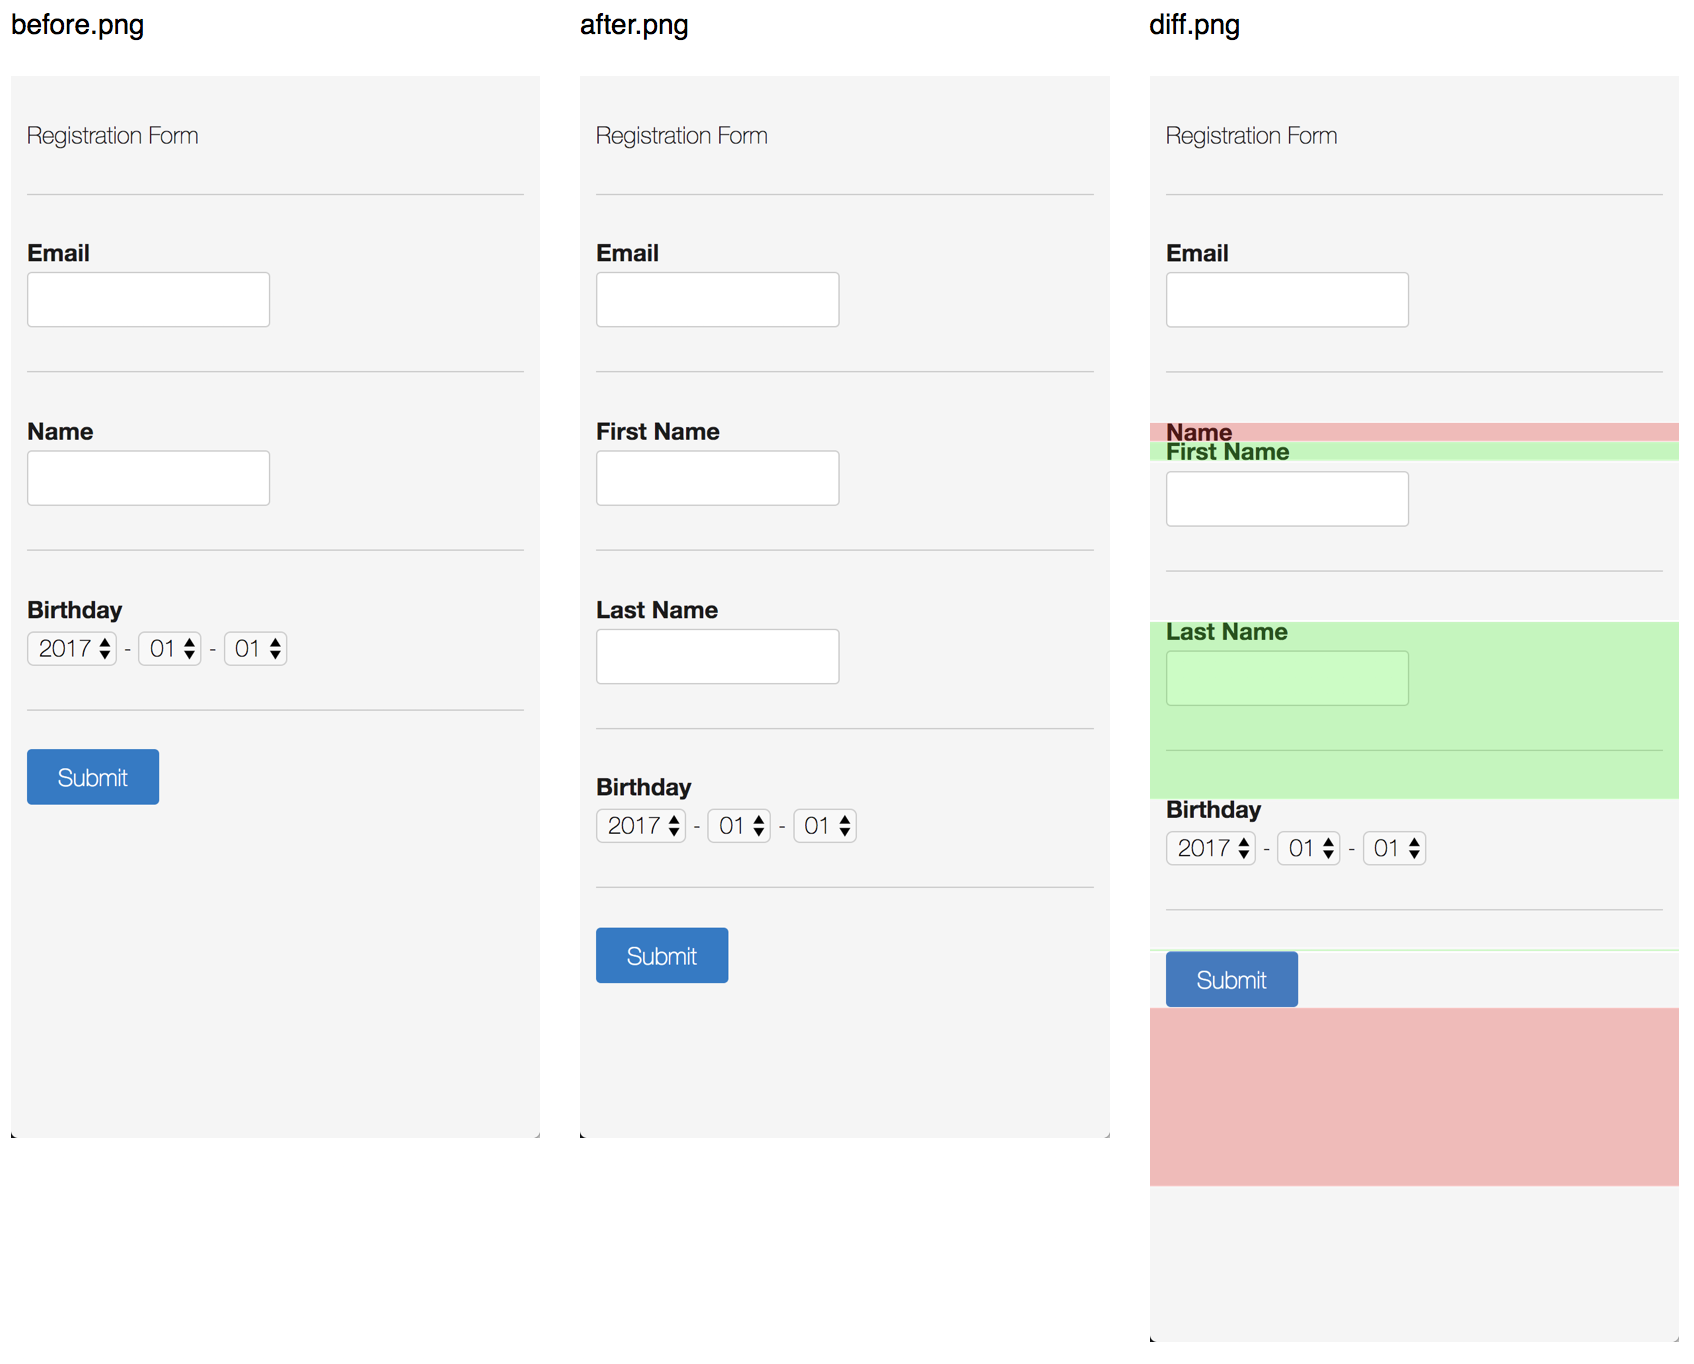 before.png
Registration Form
Email
Name
Birthday
2017 - 01 - 01
Submit
after.png
Registration Form
Email
First Name
Last Name
Birthday
2017 - 01 - 01
Submit
diff.png
Registration Form
Email
Name
First Name
Last Name
Birthday
2017 - 01 - 01
Submit